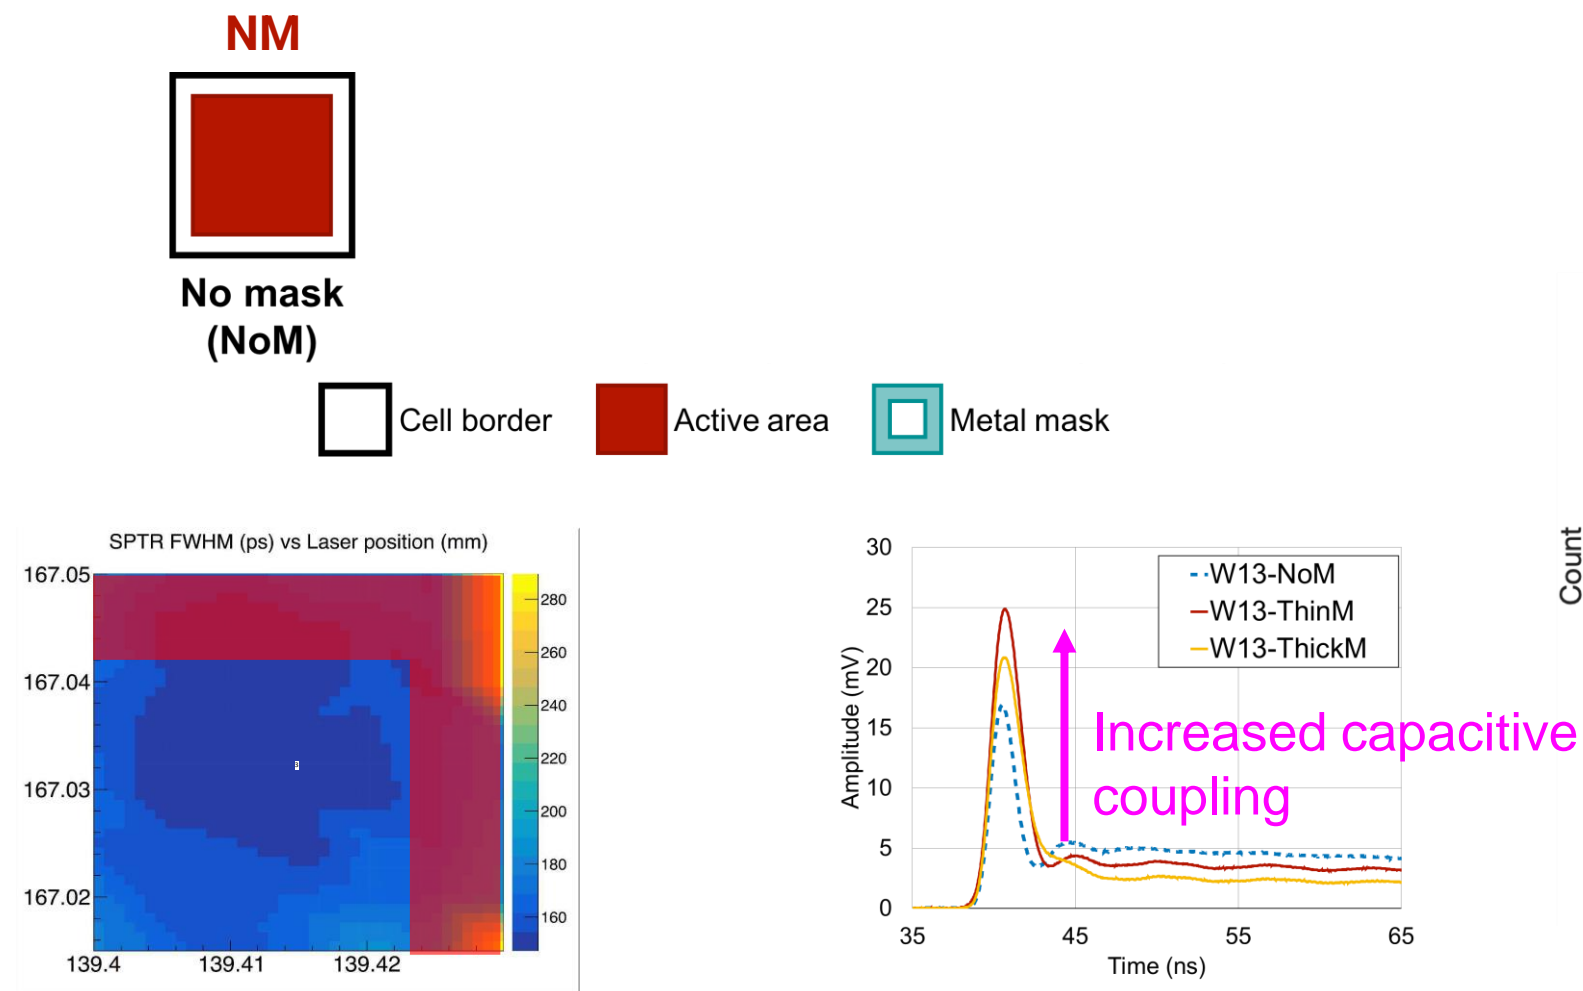 NM
No mask
(NoM)
Cell border
Active area
Metal mask
SPTR FWHM (ps) vs Laser position (mm)
167.05
167.04
167.03
167.02
139.4
139.41
139.42
280
260
240
220
200
180
160
30
25
20
15
10
5
0
35
45
55
65
Amplitude (mV)
Time (ns)
W13-NoM
W13-ThinM
W13-ThickM
Increased capacitive
coupling
Count